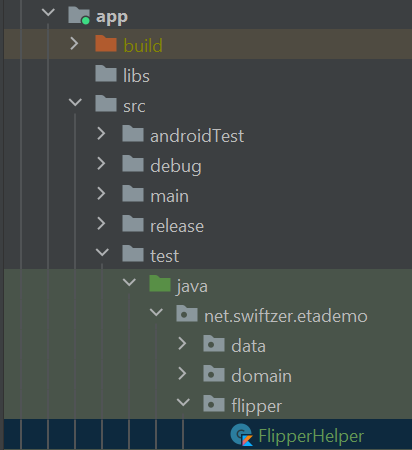 app
build
libs
src
androidTest
debug
main
release
test
java
net.swiftzer.etademo
data
domain
flipper
FlipperHelper